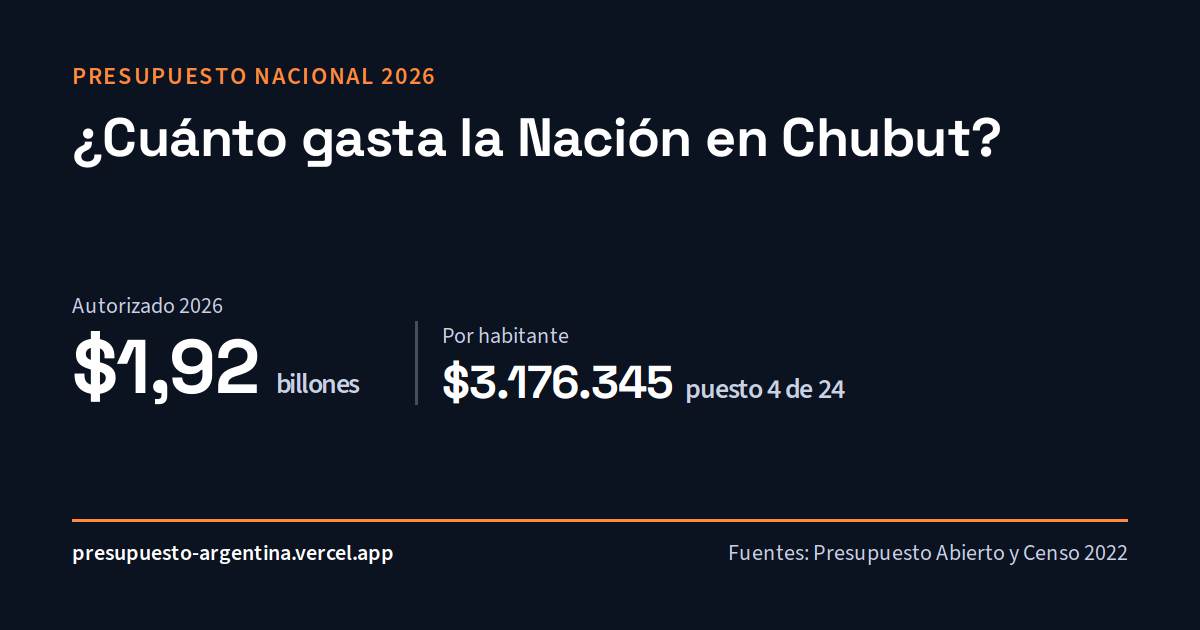 PRESUPUESTO NACIONAL 2026
¿Cuánto gasta la Nación en Chubut?
Autorizado 2026
$1,92 billones
Por habitante
$3.176.345 puesto 4 de 24
presupuesto-argentina.vercel.app
Fuentes: Presupuesto Abierto y Censo 2022